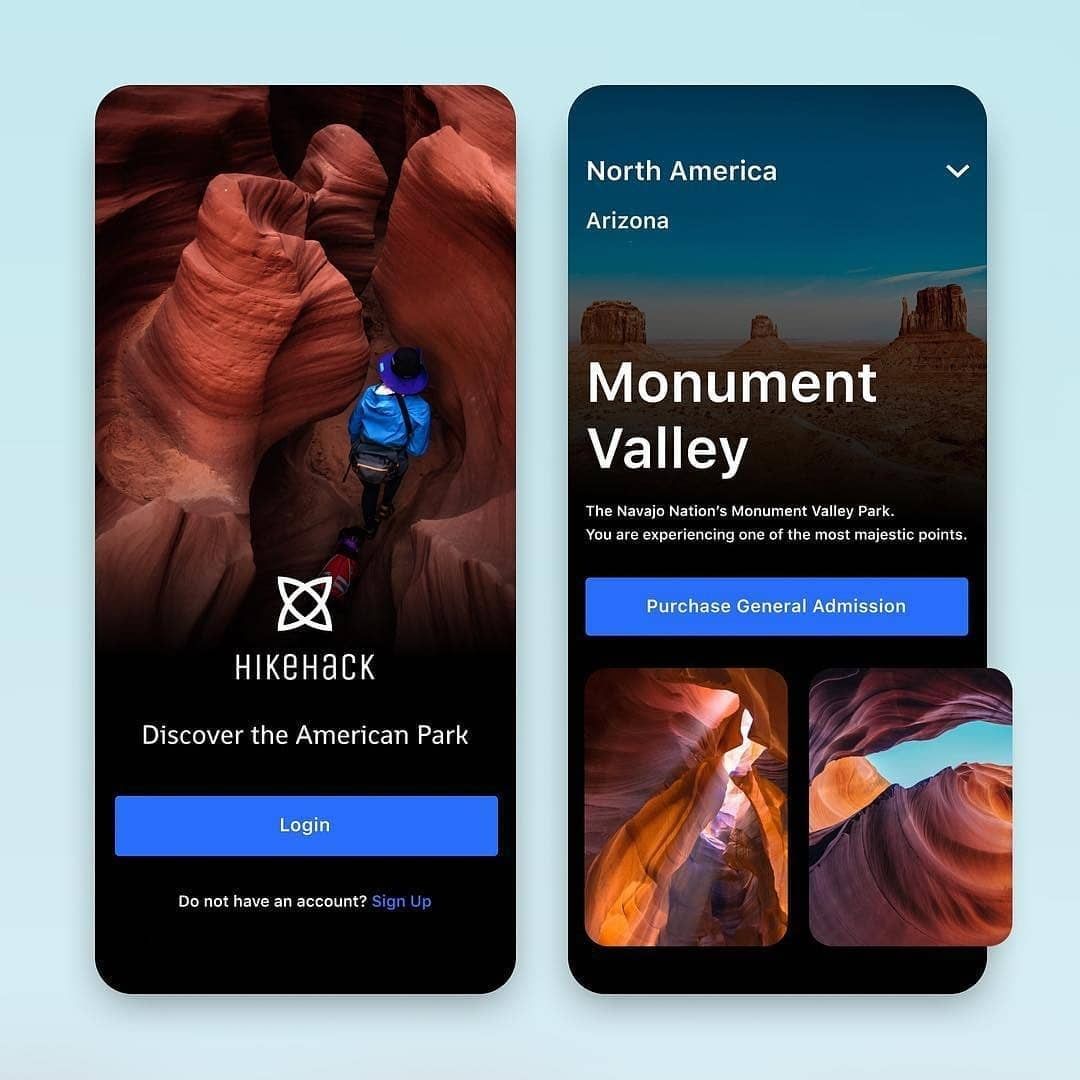 HIKeHaCK
Discover the American Park
Login
Do not have an account? Sign Up
North America
Arizona
Monument
Valley
The Navajo Nation’s Monument Valley Park.
You are experiencing one of the most majestic points.
Purchase General Admission